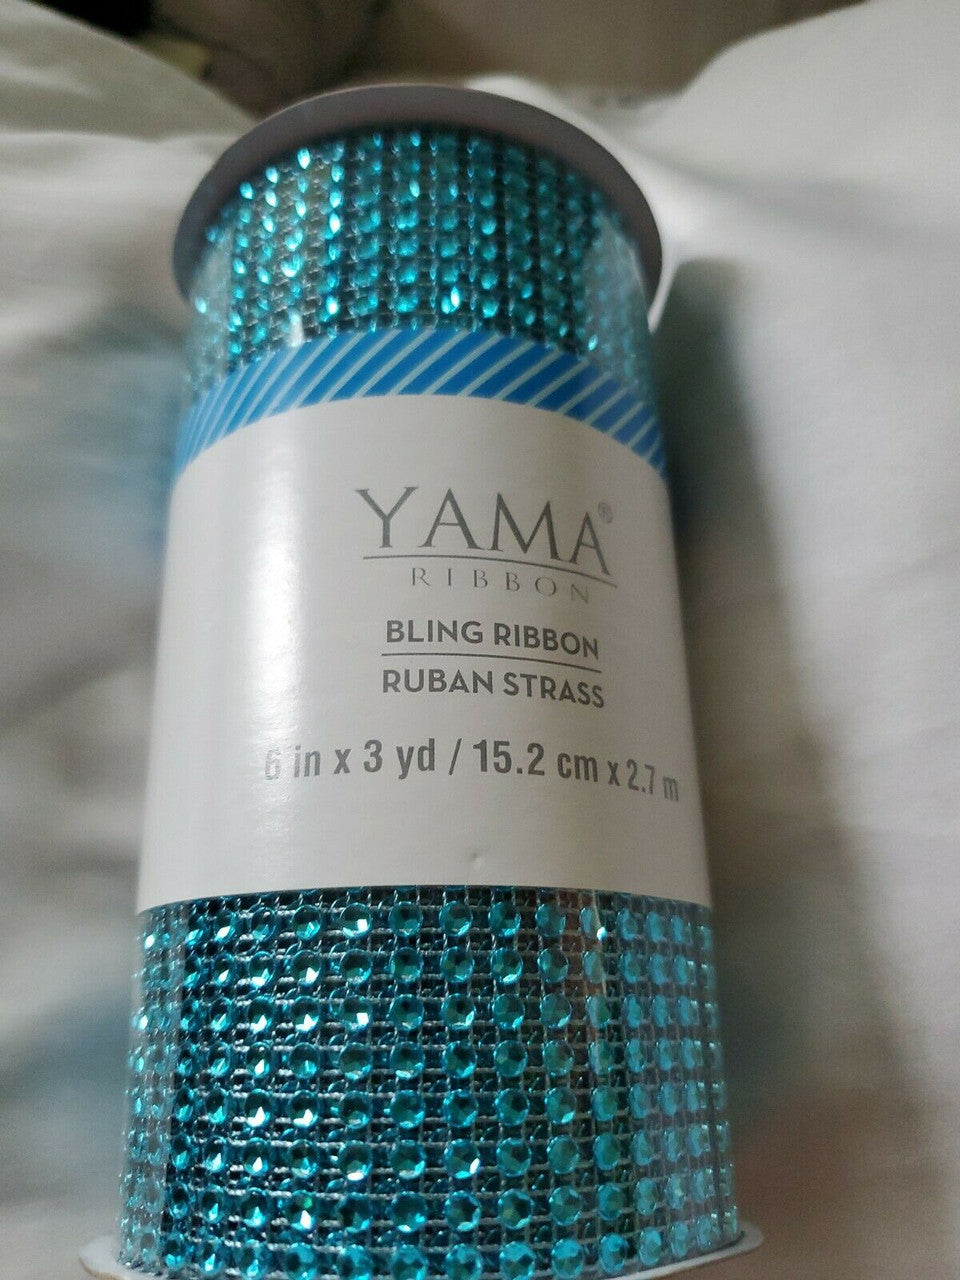 YAMA®
RIBBON
BLING RIBBON
RUBAN STRASS
6 in x 3 yd / 15.2 cm x 2.7 m